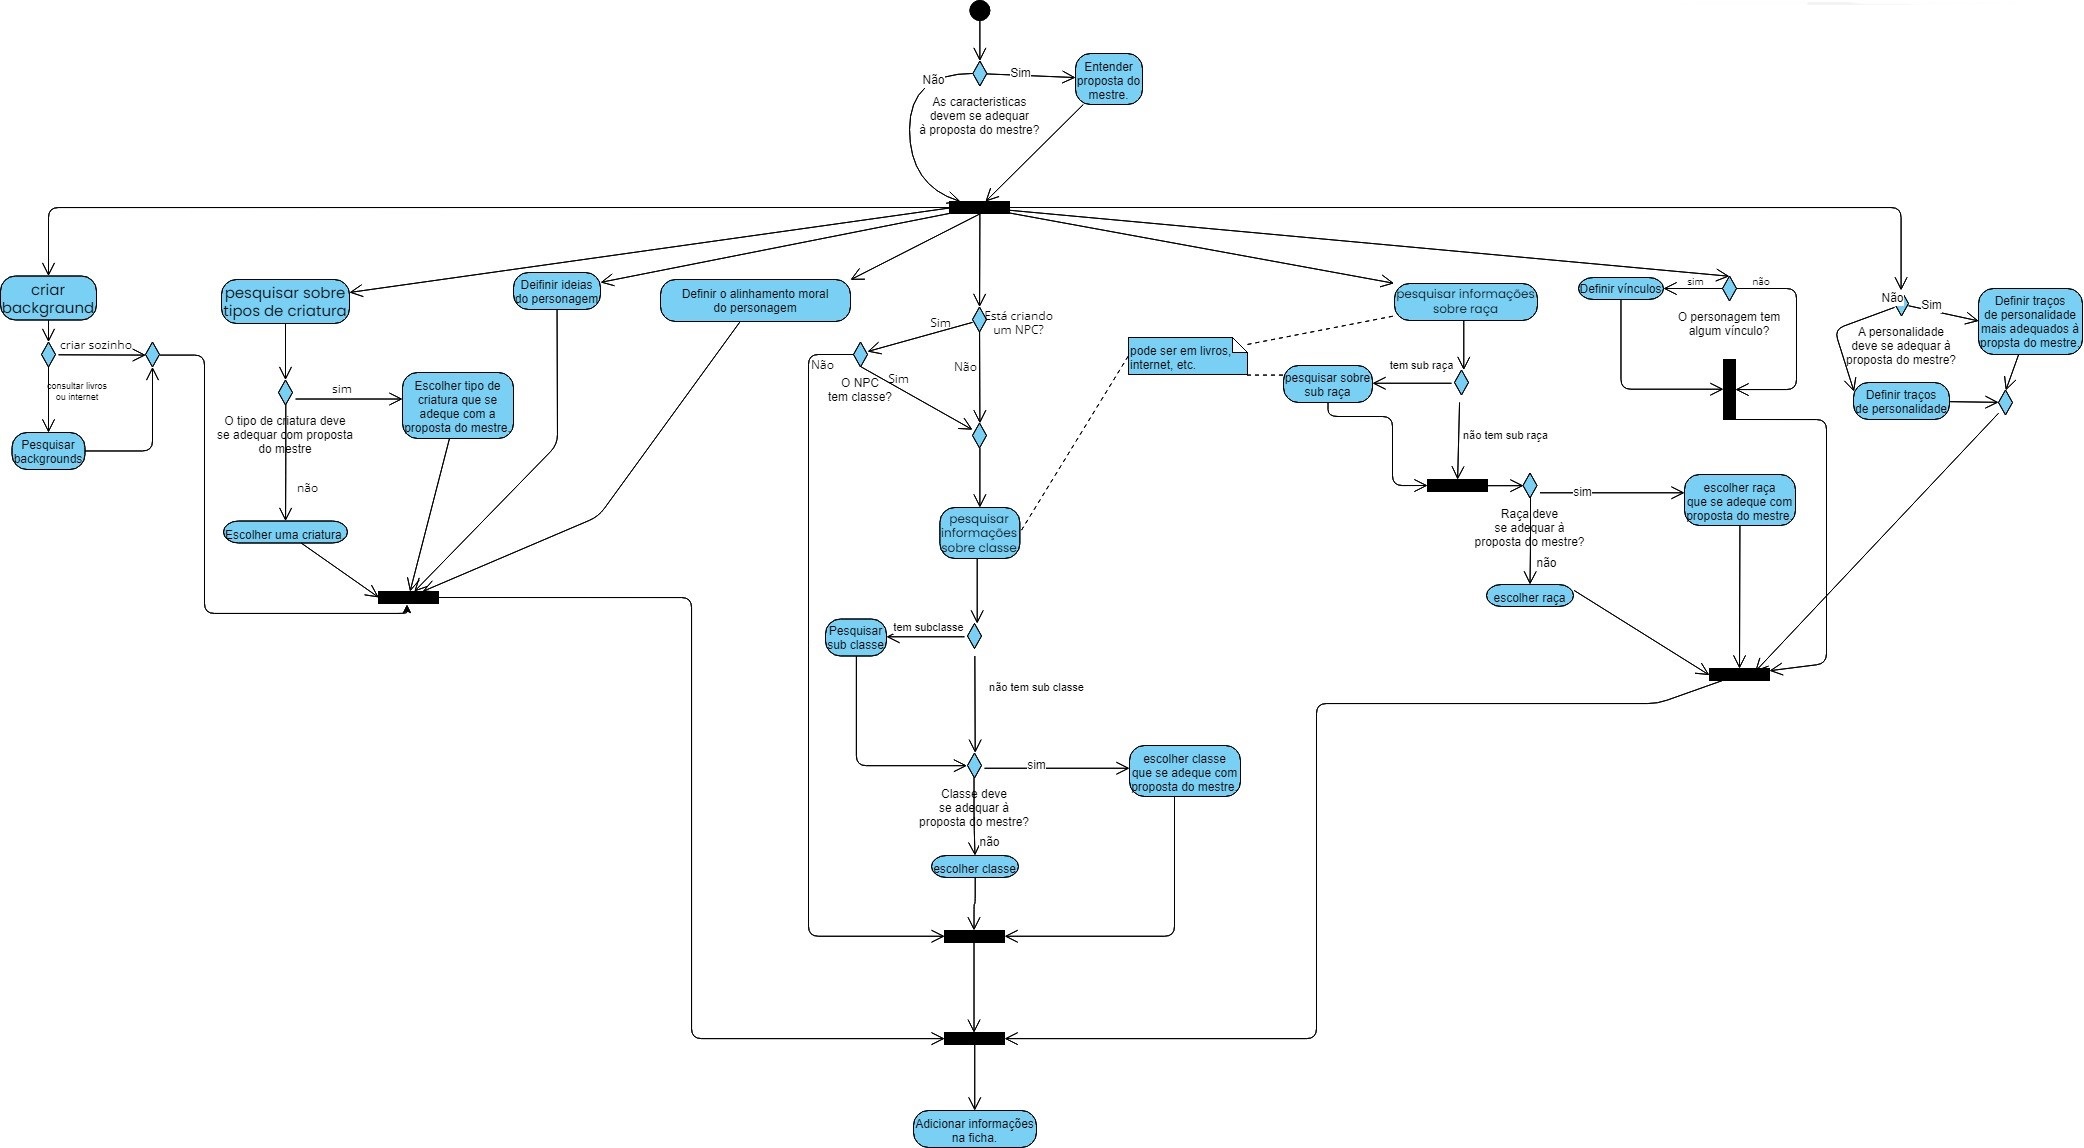 Não
Sim
Entender
proposta do
mestre.
As caracteristicas
devem se adequar
à proposta do mestre?
criar
background
criar sozinho
consultar livros
ou internet
Pesquisar
backgrounds
pesquisar sobre
tipos de criatura
sim
O tipo de criatura deve
se adequar com proposta
do mestre
não
Escolher uma criatura
Escolher tipo de
criatura que se
adeque com a
proposta do mestre.
Deifinir ideias
do personagem
Definir o alinhamento moral
do personagem
Está criando
um NPC?
Sim
Não
Não
Sim
O NPC
tem classe?
pesquisar
informações
sobre classe
tem subclasse
Pesquisar
sub classe
não tem sub classe
sim
escolher classe
que se adeque com
proposta do mestre.
Classe deve
se adequar à
proposta do mestre?
não
escolher classe
pode ser em livros,
internet, etc.
pesquisar informações
sobre raça
tem sub raça
pesquisar sobre
sub raça
não tem sub raça
sim
escolher raça
que se adeque com
proposta do mestre.
Raça deve
se adequar à
proposta do mestre?
não
escolher raça
Definir vínculos
sim
não
O personagem tem
algum vínculo?
Não
Sim
A personalidade
deve se adequar à
proposta do mestre?
Definir traços
de personalidade
mais adequados à
propsta do mestre.
Definir traços
de personalidade
Adicionar informações
na ficha.